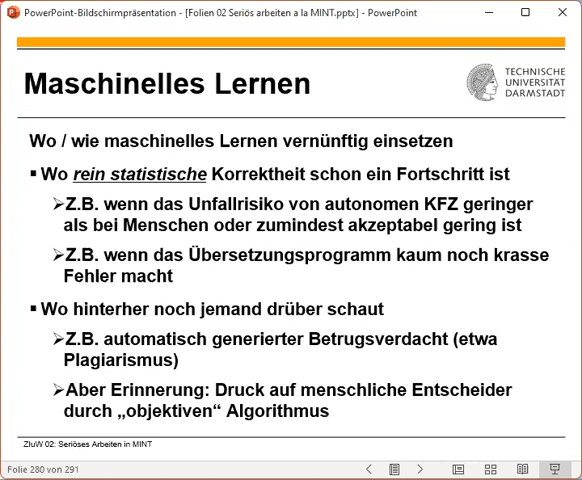 PowerPoint-Bildschirmpräsentation - [Folien 02 Seriös arbeiten a la MINT.pptx] - PowerPoint
Maschinelles Lernen
TECHNISCHE
UNIVERSITÄT
DARMSTADT
Wo / wie maschinelles Lernen vernünftig einsetzen
▪ Wo rein statistische Korrektheit schon ein Fortschritt ist
➢Z.B. wenn das Unfallrisiko von autonomen KFZ geringer
als bei Menschen oder zumindest akzeptabel gering ist
➢Z.B. wenn das Übersetzungsprogramm kaum noch krasse
Fehler macht
▪ Wo hinterher noch jemand drüber schaut
➢Z.B. automatisch generierter Betrugsverdacht (etwa
Plagiarismus)
➢Aber Erinnerung: Druck auf menschliche Entscheider
durch „objektiven“ Algorithmus
ZIuW 02: Seriöses Arbeiten in MINT
Folie 280 von 291